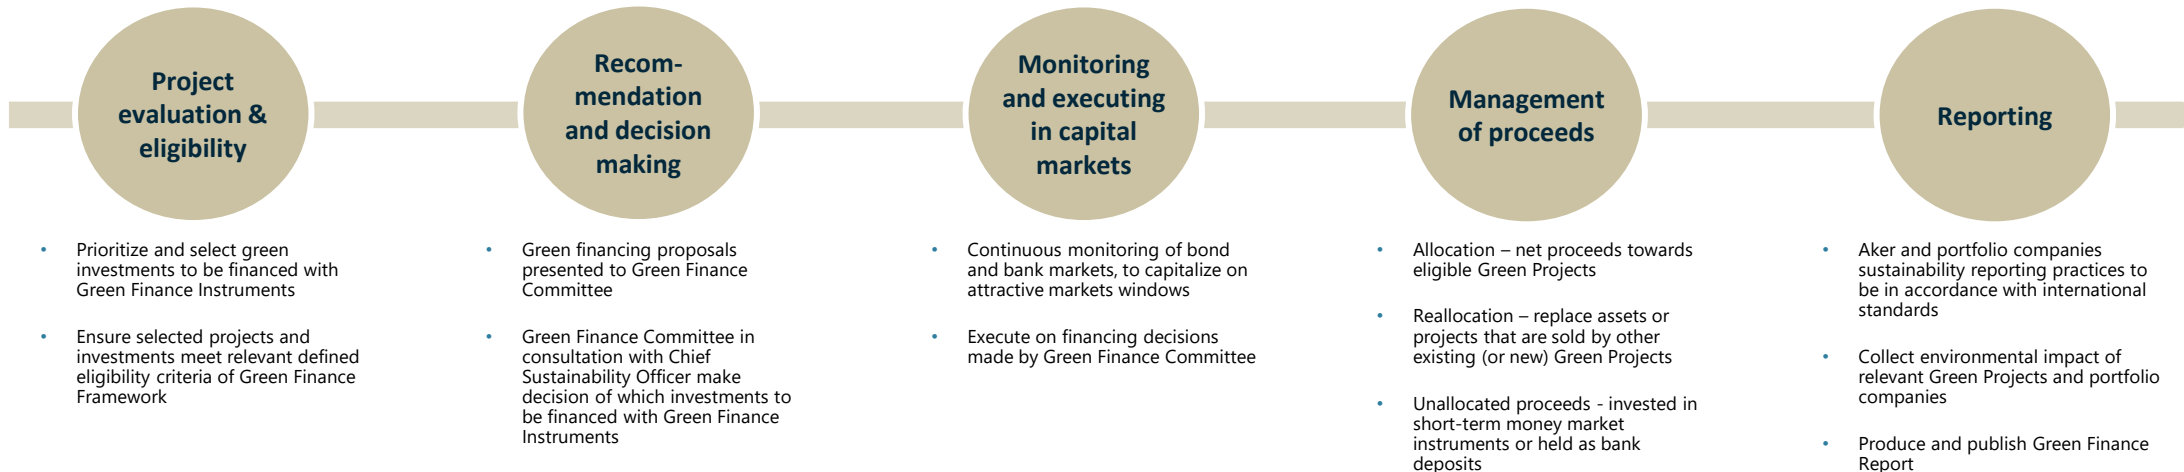 Project
evaluation &
eligibility
• Prioritize and select green
investments to be financed with
Green Finance Instruments
• Ensure selected projects and
investments meet relevant defined
eligibility criteria of Green Finance
Framework
Recom-
mendation
and decision
making
• Green financing proposals
presented to Green Finance
Committee
• Green Finance Committee in
consultation with Chief
Sustainability Officer make
decision of which investments to
be financed with Green Finance
Instruments
Monitoring
and executing
in capital
markets
• Continuous monitoring of bond
and bank markets, to capitalize on
attractive markets windows
• Execute on financing decisions
made by Green Finance Committee
Management
of proceeds
• Allocation – net proceeds towards
eligible Green Projects
• Reallocation – replace assets or
projects that are sold by other
existing (or new) Green Projects
• Unallocated proceeds - invested in
short-term money market
instruments or held as bank
deposits
Reporting
• Aker and portfolio companies
sustainability reporting practices to
be in accordance with international
standards
• Collect environmental impact of
relevant Green Projects and portfolio
companies
• Produce and publish Green Finance
Report